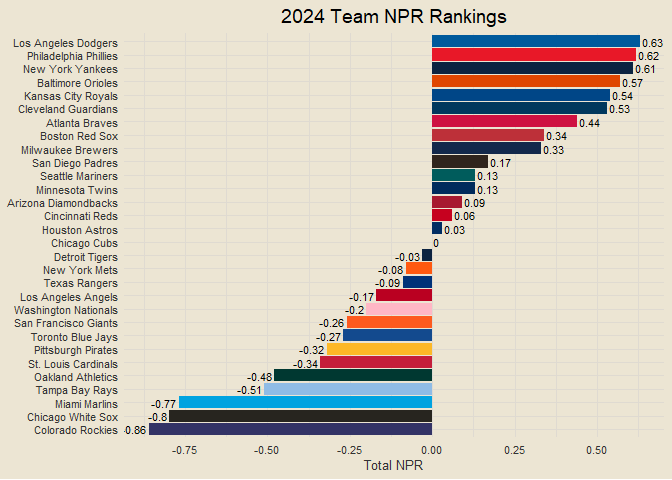 2024 Team NPR Rankings
Los Angeles Dodgers 0.63
Philadelphia Phillies 0.62
New York Yankees 0.61
Baltimore Orioles 0.57
Kansas City Royals 0.54
Cleveland Guardians 0.53
Atlanta Braves 0.44
Boston Red Sox 0.34
Milwaukee Brewers 0.33
San Diego Padres 0.17
Seattle Mariners 0.13
Minnesota Twins 0.13
Arizona Diamondbacks 0.09
Cincinnati Reds 0.06
Houston Astros 0.03
Chicago Cubs 0
Detroit Tigers -0.03
New York Mets -0.08
Texas Rangers -0.09
Los Angeles Angels -0.17
Washington Nationals -0.2
San Francisco Giants -0.26
Toronto Blue Jays -0.27
Pittsburgh Pirates -0.32
St. Louis Cardinals -0.34
Oakland Athletics -0.48
Tampa Bay Rays -0.51
Miami Marlins -0.77
Chicago White Sox -0.8
Colorado Rockies -0.86
-0.75 -0.50 -0.25 0.00 0.25 0.50
Total NPR